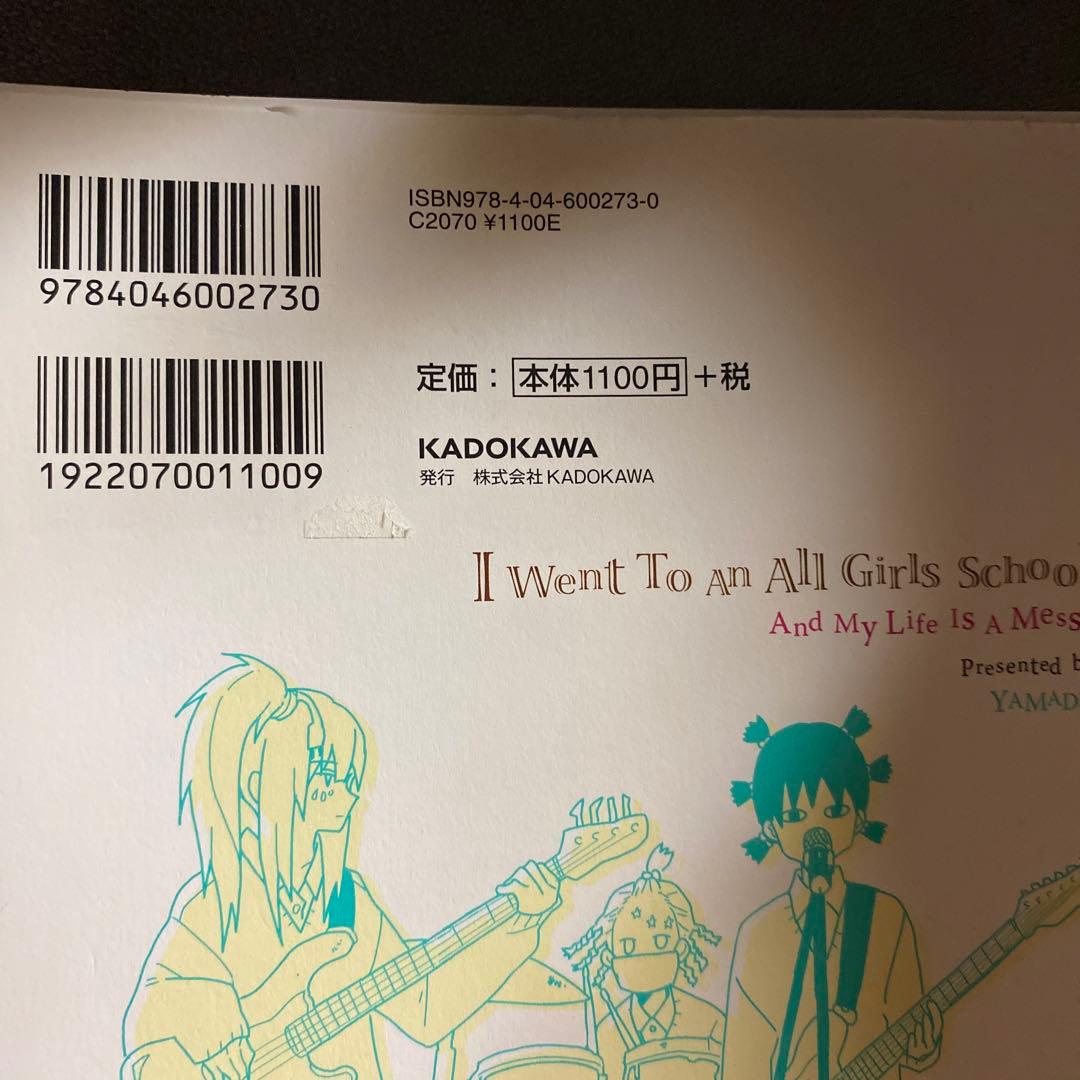 ISBN978-4-04-600273-0
C2070 ¥1100E
9784046002730
定価：本体1100円＋税
1922070011009
KADOKAWA
発行　株式会社KADOKAWA
I Went To An All Girls Schoo
And My Life Is A Mess
Presented b
YAMAD